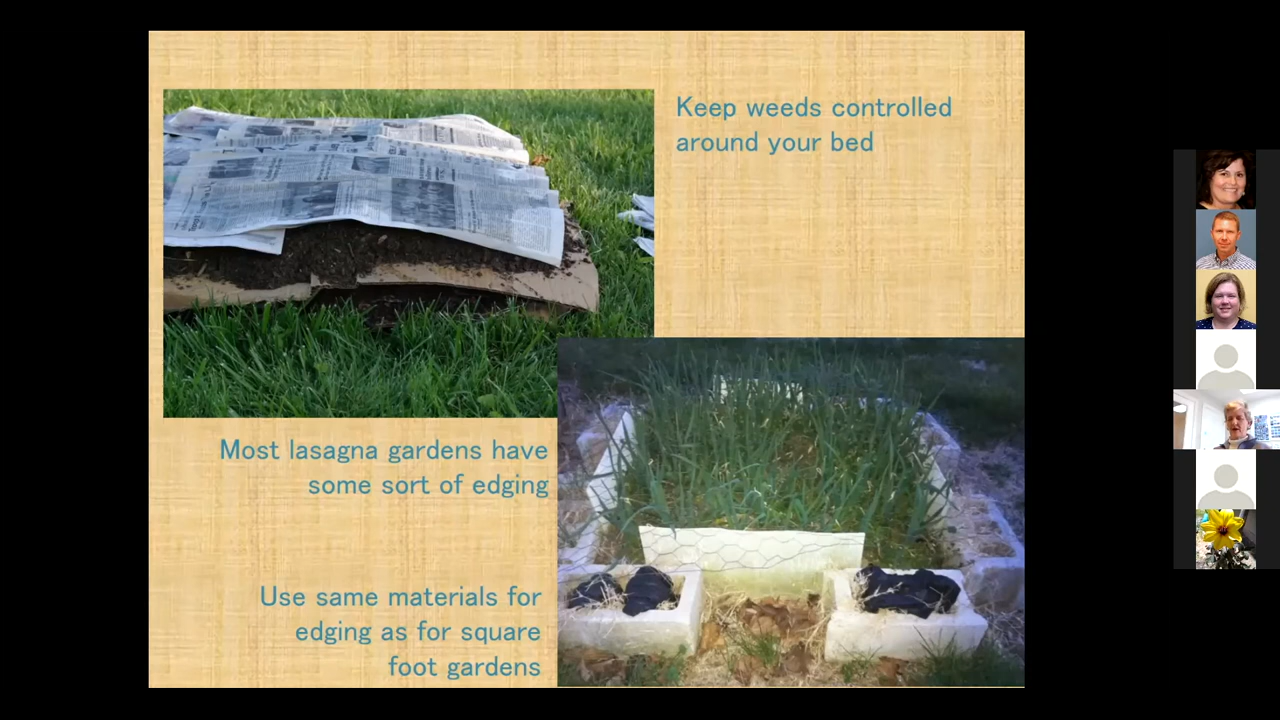 Keep weeds controlled
around your bed
Most lasagna gardens have
some sort of edging
Use same materials for
edging as for square
foot gardens